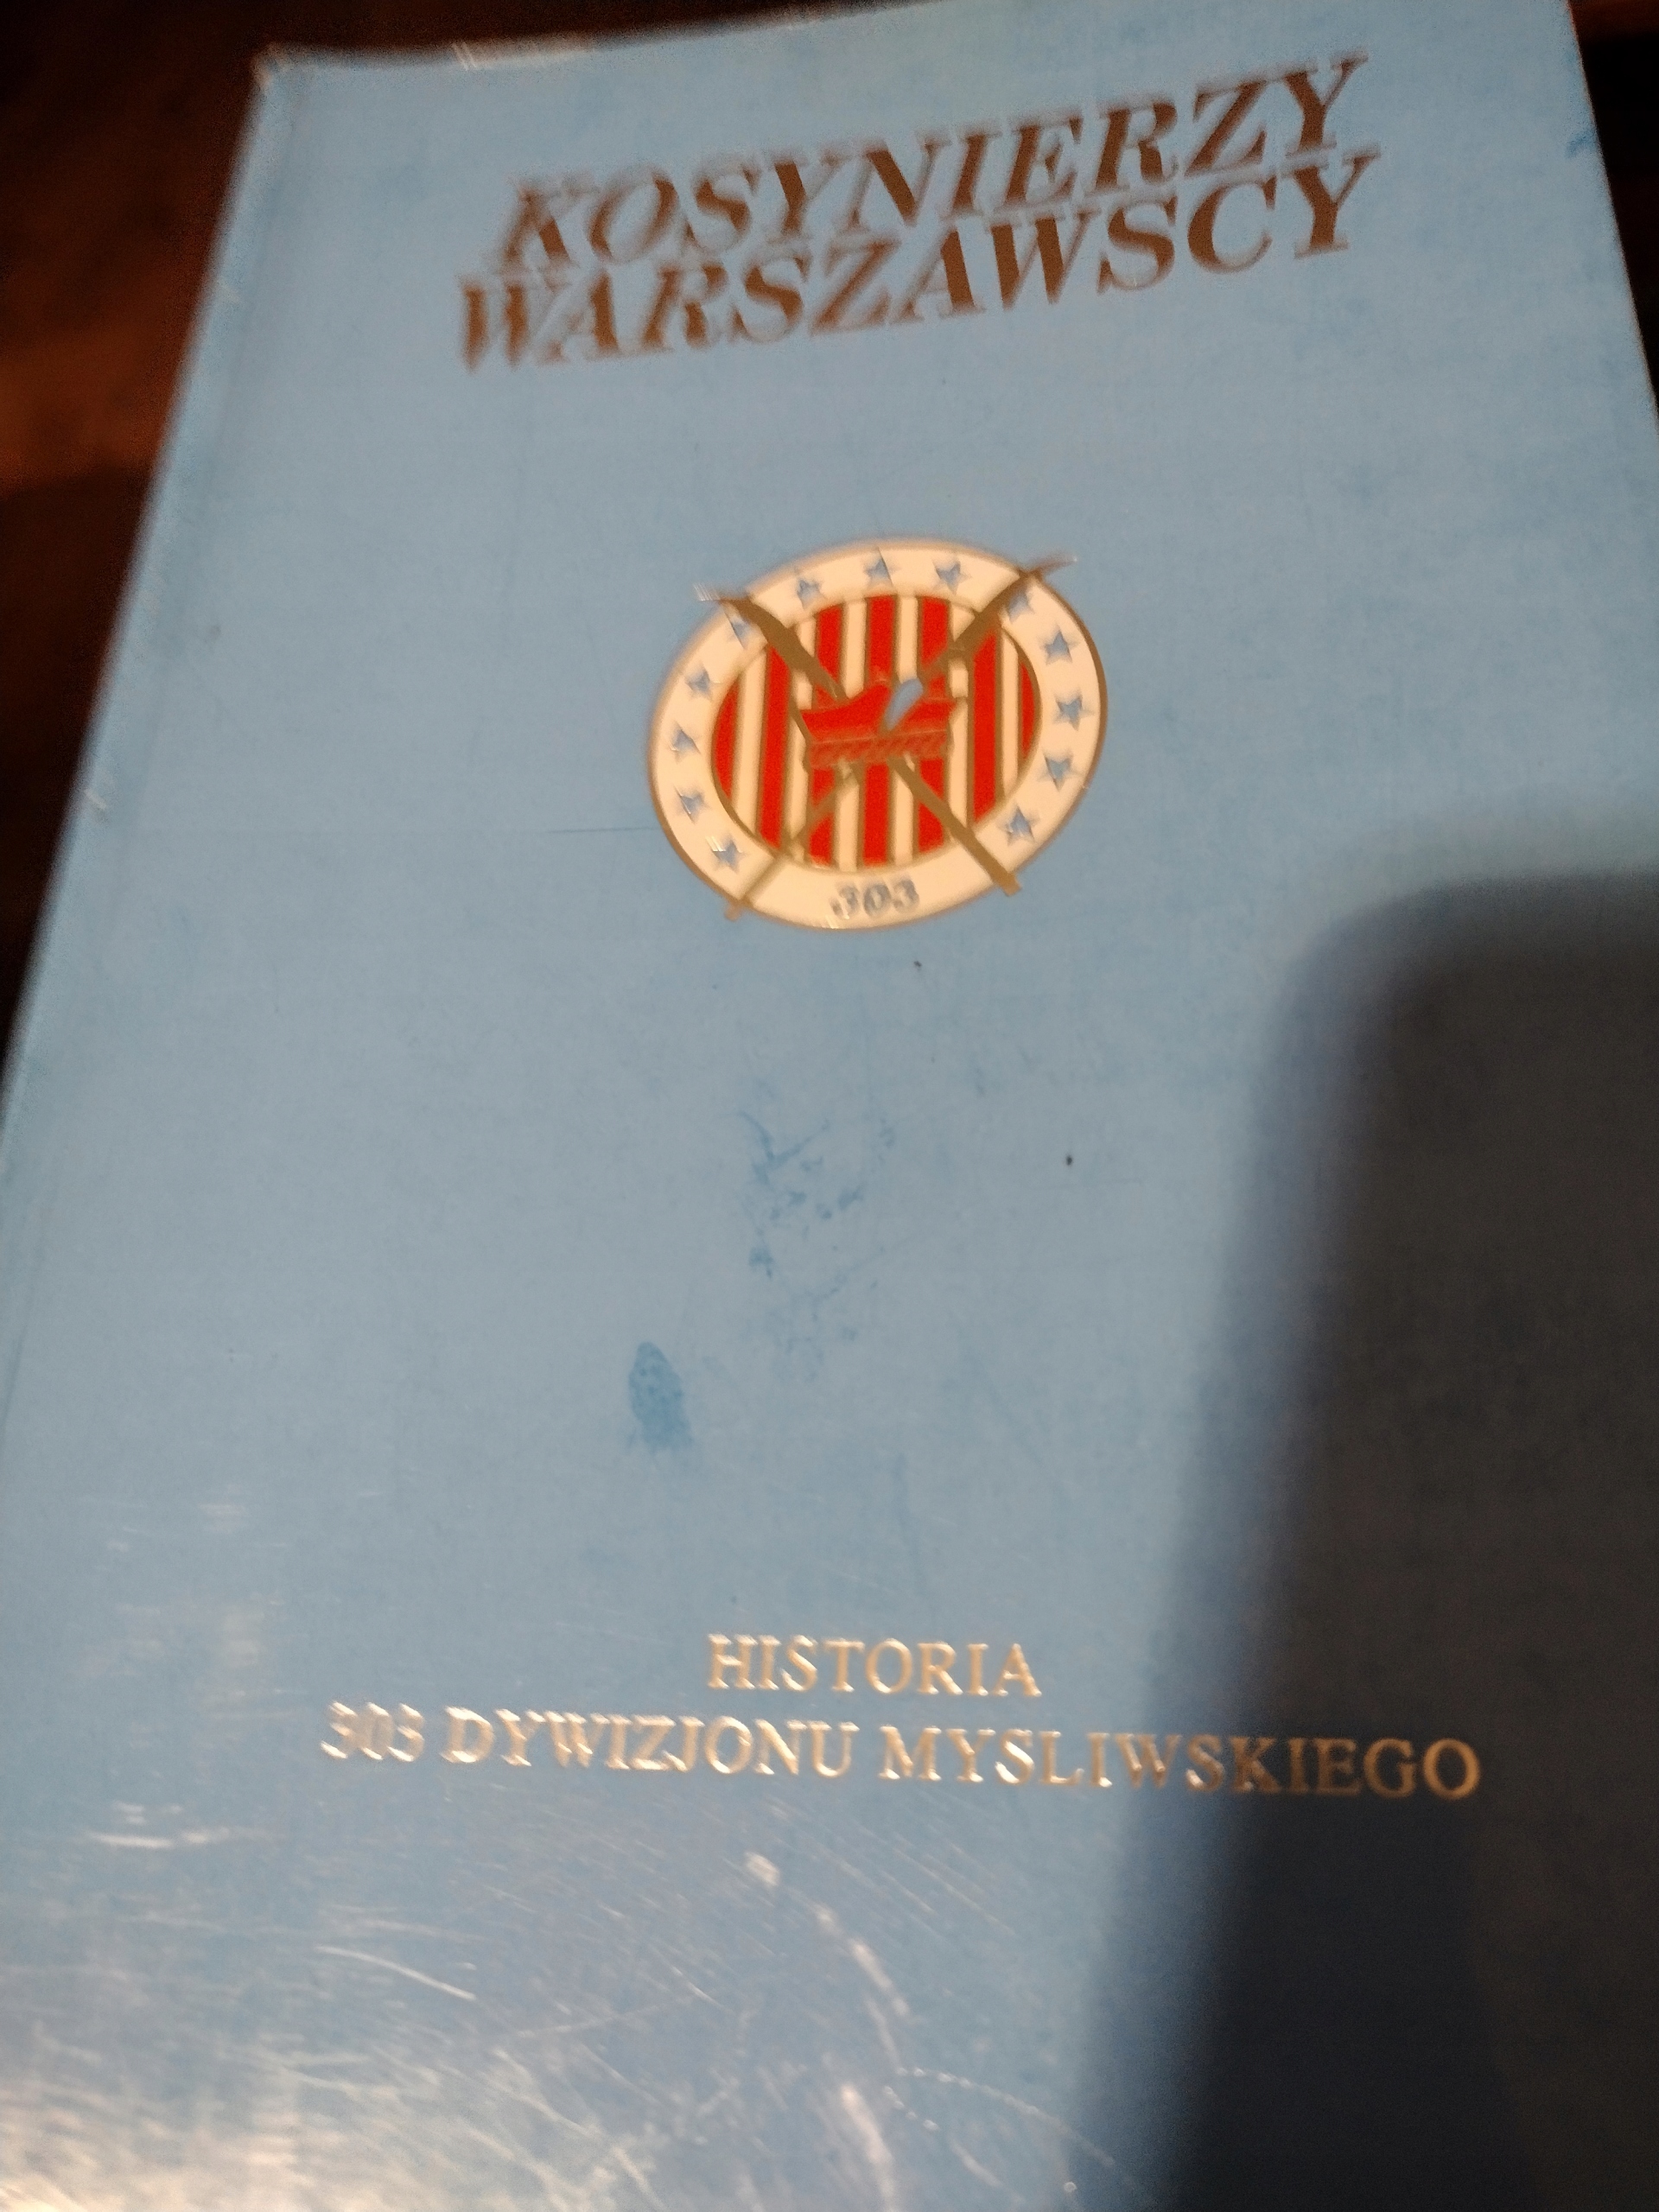 KOSYNIERZY
WARSZAWSCY
303
HISTORIA
303 DYWIZJONU MYSLIWSKIEGO